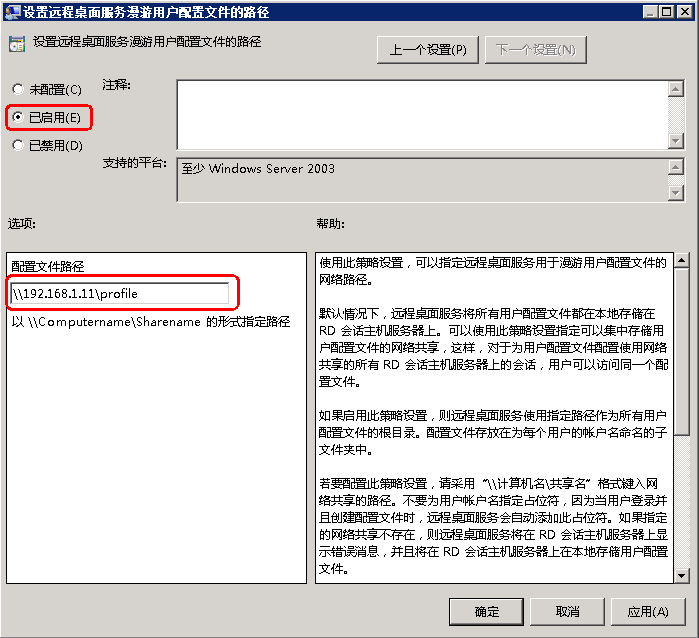 设置远程桌面服务漫游用户配置文件的路径
设置远程桌面服务漫游用户配置文件的路径
上一个设置(P)
下一个设置(N)
未配置(C)
注释:
已启用(E)
已禁用(D)
支持的平台:
至少 Windows Server 2003
选项:
帮助:
配置文件路径
\\192.168.1.11\profile
以 \\Computername\Sharename 的形式指定路径
使用此策略设置，可以指定远程桌面服务用于漫游用户配置文件的
网络路径。
默认情况下，远程桌面将所有用户配置文件都在本地存储在
RD 会话主机服务器上。可以使用此策略设置指定可以集中存储用
户配置文件的网络共享，这样，对于为用户配置文件配置使用网络
共享的所有 RD 会话主机服务器上的会话，用户可以访问同一个配
置文件。
如果启用此策略设置，则远程桌面服务使用指定路径作为所有用户
配置文件的根目录。配置文件存放在为每个用户的帐户名命名的子
文件夹中。
若要配置此策略设置，请采用“\\计算机名\共享名”格式键入网
络共享的路径。不要为用户帐户名指定占位符，因为当用户登录并
且创建配置文件时，远程桌面服务会自动添加此占位符。如果指定
的网络共享不存在，则远程桌面服务将在 RD 会话主机服务器上显
示错误消息，并且将在 RD 会话主机服务器上在本地存储用户配置
文件。
确定
取消
应用(A)